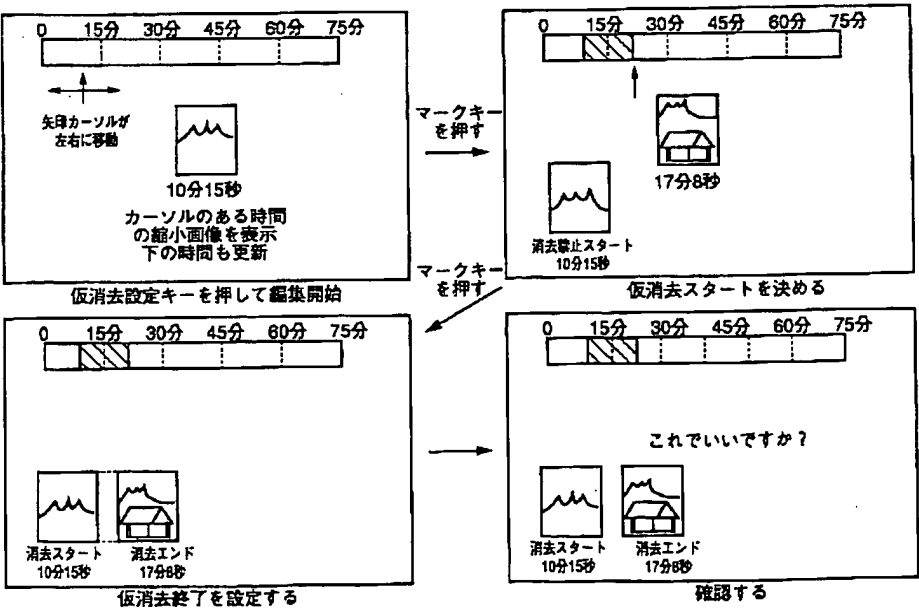 0 15分 30分 45分 60分 75分
矢印カーソルが
左右に移動
10分15秒
カーソルのある時間
の縮小画像を表示
下の時間も更新
仮消去設定キーを押して編集開始
マークキー
を押す
0 15分 30分 45分 60分 75分
17分8秒
消去禁止スタート
10分15秒
仮消去スタートを決める
マークキー
を押す
0 15分 30分 45分 60分 75分
消去スタート 消去エンド
10分15秒 17分8秒
仮消去終了を設定する
0 15分 30分 45分 60分 75分
これでいいですか?
消去スタート 消去エンド
10分15秒 17分8秒
確認する